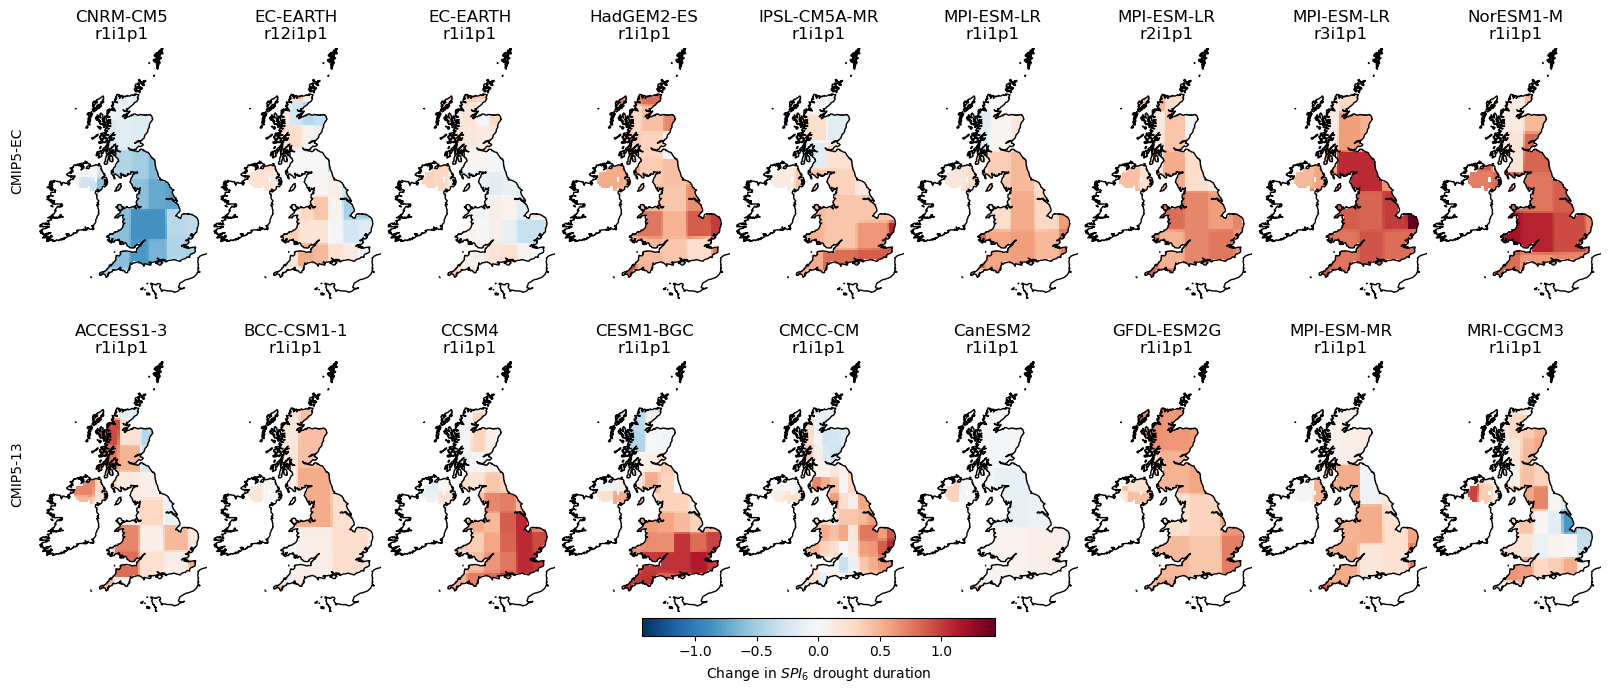 CNRM-CM5 EC-EARTH EC-EARTH HadGEM2-ES IPSL-CM5A-MR MPI-ESM-LR MPI-ESM-LR MPI-ESM-LR NorESM1-M
r1i1p1 r12i1p1 r1i1p1 r1i1p1 r1i1p1 r1i1p1 r2i1p1 r3i1p1 r1i1p1
CMIP5-EC
ACCESS1-3 BCC-CSM1-1 CCSM4 CESM1-BGC CMCC-CM CanESM2 GFDL-ESM2G MPI-ESM-MR MRI-CGCM3
r1i1p1 r1i1p1 r1i1p1 r1i1p1 r1i1p1 r1i1p1 r1i1p1 r1i1p1 r1i1p1
CMIP5-13
−1.0 −0.5 0.0 0.5 1.0
Change in SPI₆ drought duration